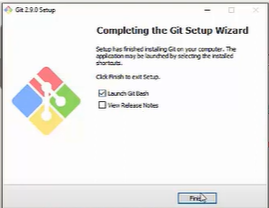 Git 2.9.0 Setup
Completing the Git Setup Wizard
Setup has finished installing Git on your computer. The
application may be launched by selecting the installed
shortcuts.
Click Finish to exit Setup.
Launch Git Bash
View Release Notes
Finish